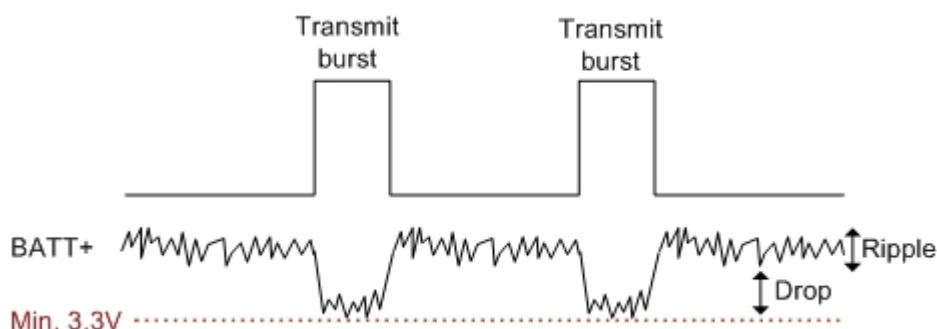 Transmit
burst
Transmit
burst
BATT+
Ripple
Drop
Min. 3.3V